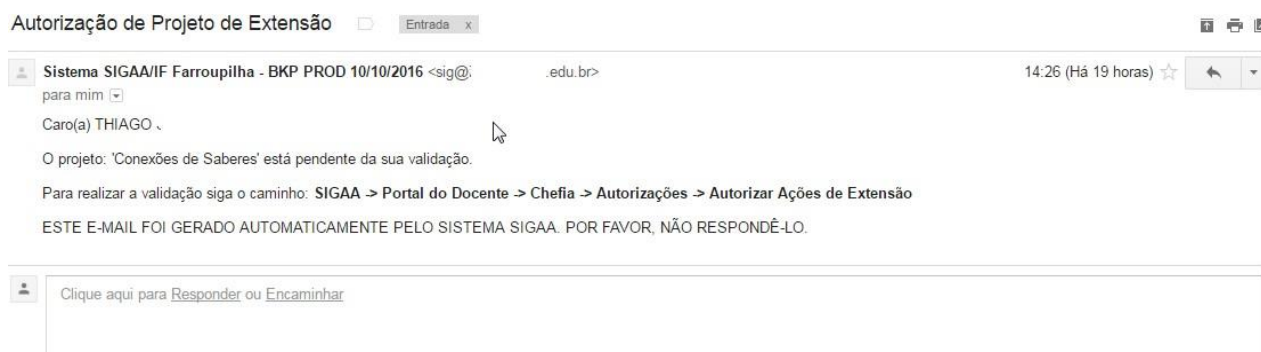 Autorização de Projeto de Extensão Entrada x
Sistema SIGAA/IF Farroupilha - BKP PROD 10/10/2016 <sig@ .edu.br> 14:26 (Há 19 horas)
para mim
Caro(a) THIAGO
O projeto: 'Conexões de Saberes' está pendente da sua validação.
Para realizar a validação siga o caminho: SIGAA -> Portal do Docente -> Chefia -> Autorizações -> Autorizar Ações de Extensão
ESTE E-MAIL FOI GERADO AUTOMATICAMENTE PELO SISTEMA SIGAA. POR FAVOR, NÃO RESPONDÊ-LO.
Clique aqui para Responder ou Encaminhar